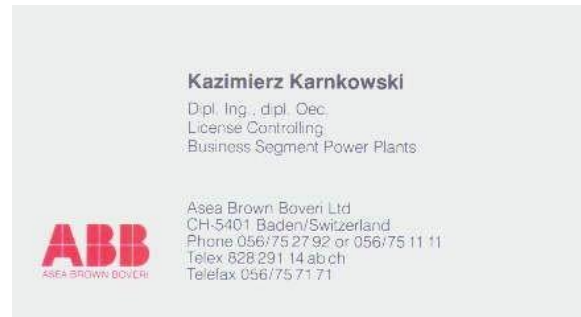 Kazimierz Karnkowski
Dipl. Ing., dipl. Oec.
License Controlling
Business Segment Power Plants
Asea Brown Boveri Ltd
CH-5401 Baden/Switzerland
Phone 056/75 27 92 or 056/75 11 11
Telex 828 291 14 ab ch
Telefax 056/75 71 71
ABB
ASEA BROWN BOVERI